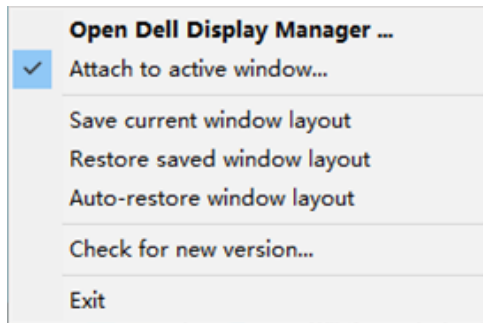 Open Dell Display Manager ...
Attach to active window...
Save current window layout
Restore saved window layout
Auto-restore window layout
Check for new version...
Exit